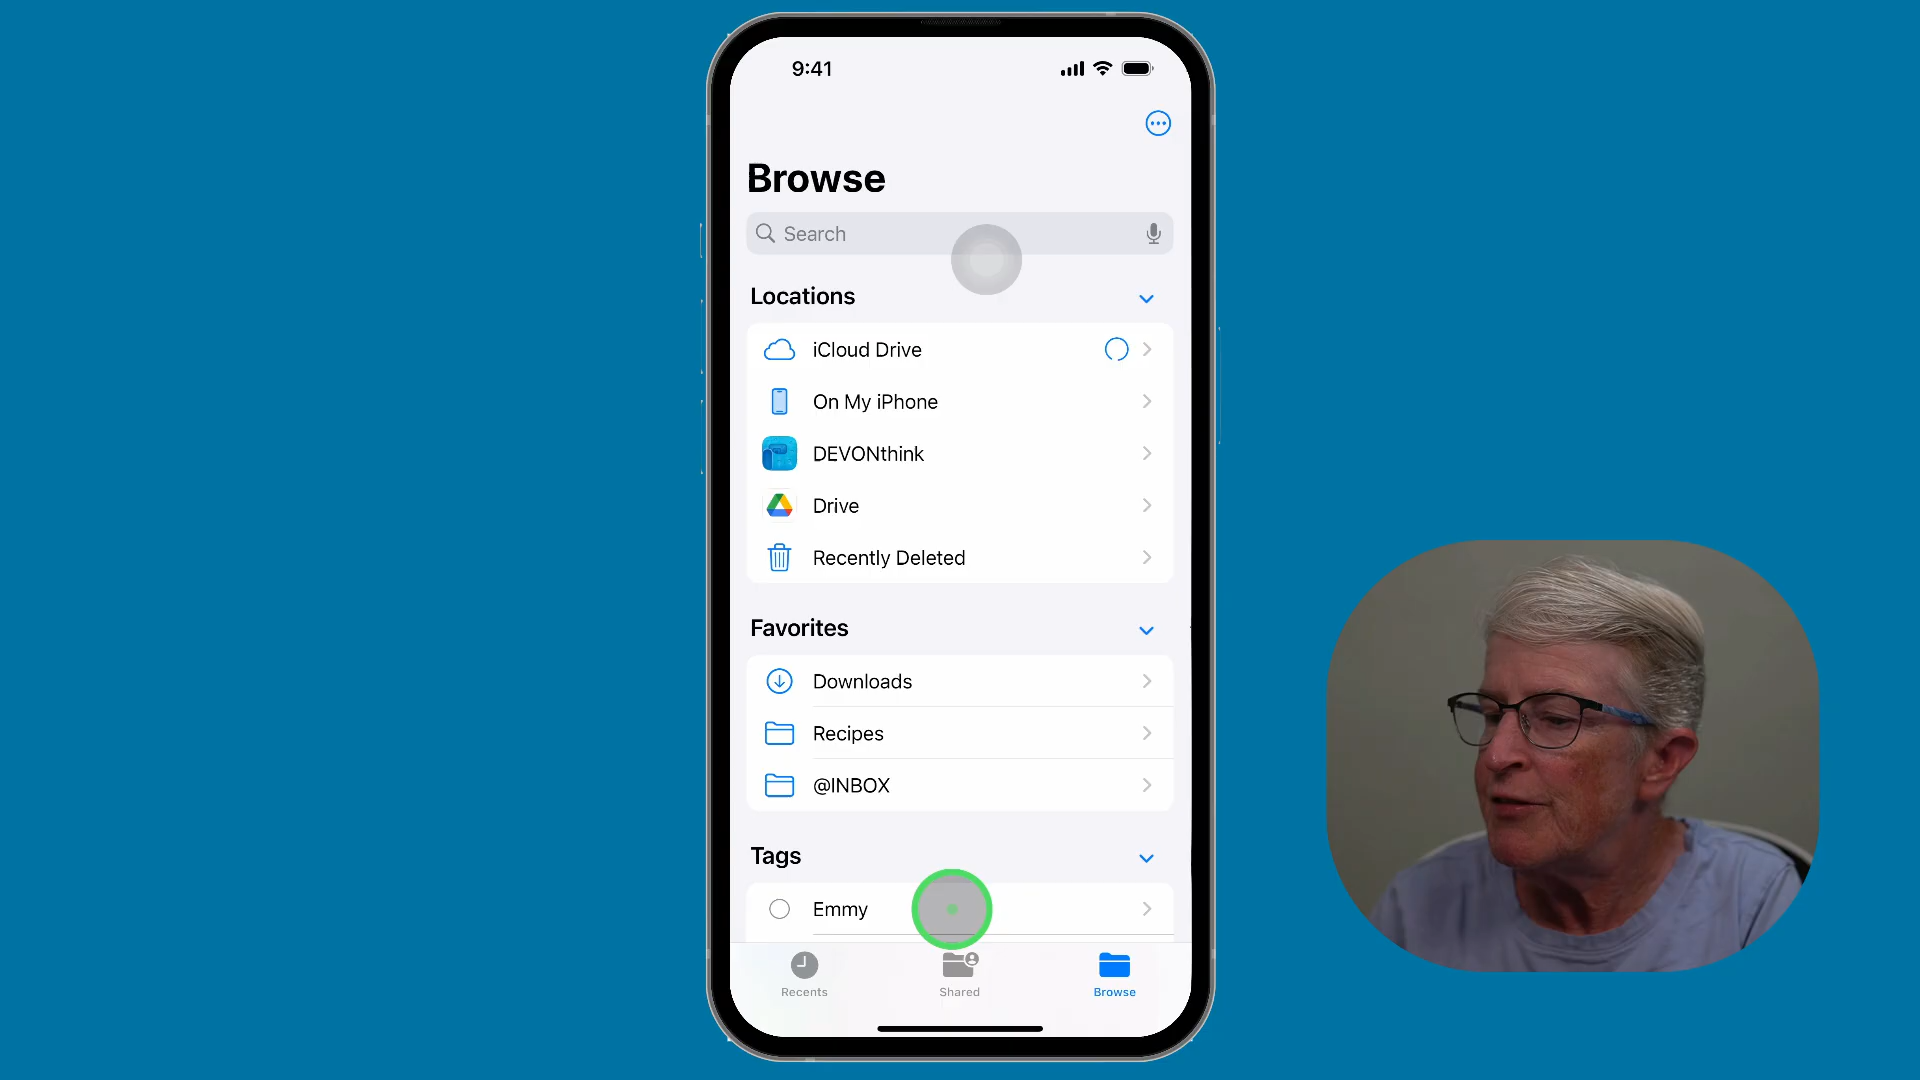 9:41
Browse
Search
Locations
iCloud Drive
On My iPhone
DEVONthink
Drive
Recently Deleted
Favorites
Downloads
Recipes
@INBOX
Tags
Emmy
Recents
Shared
Browse